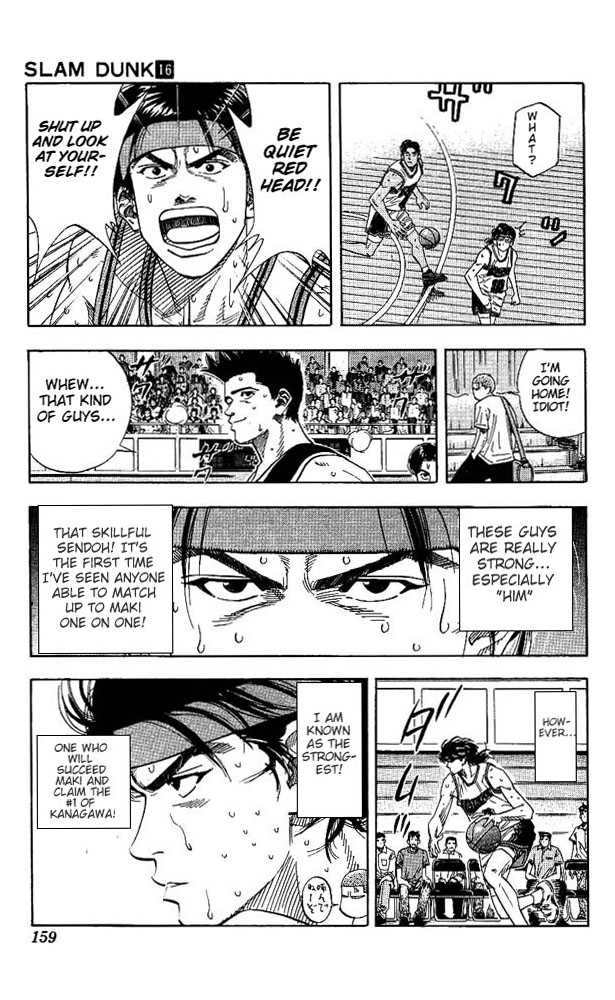 SLAM DUNK 16
WHAT?
BE
QUIET
RED
HEAD!!
SHUT UP
AND LOOK
AT YOUR-
SELF!!
I'M
GOING
HOME!
IDIOT!
WHEW...
THAT KIND
OF GUYS...
THESE GUYS
ARE REALLY
STRONG...
ESPECIALLY
"HIM"
THAT SKILLFUL
SENDOH! IT'S
THE FIRST TIME
I'VE SEEN ANYONE
ABLE TO MATCH
UP TO MAKI
ONE ON ONE!
HOW-
EVER...
I AM
KNOWN
AS THE
STRONG-
EST!
ONE WHO
WILL
SUCCEED
MAKI AND
CLAIM THE
#1 OF
KANAGAWA!
159